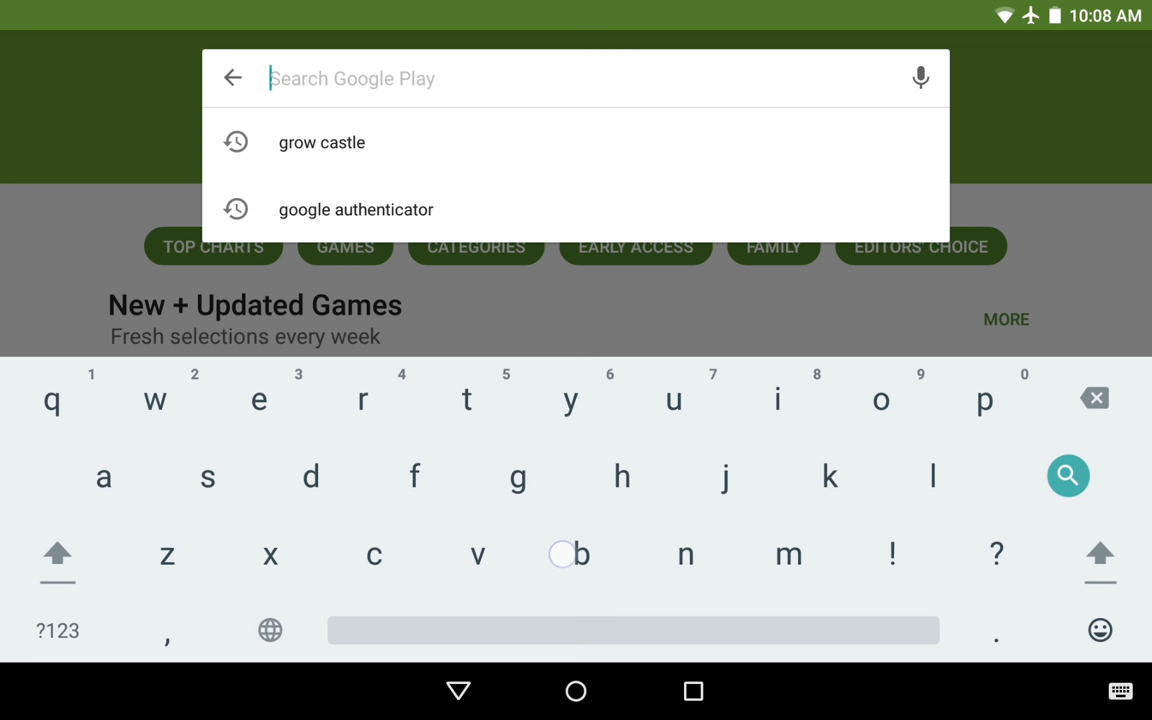 10:08 AM
Search Google Play
grow castle
google authenticator
TOP CHARTS GAMES CATEGORIES EARLY ACCESS FAMILY EDITORS' CHOICE
New + Updated Games
MORE
Fresh selections every week
1 2 3 4 5 6 7 8 9 0
q w e r t y u i o p
a s d f g h j k l
z x c v b n m ! ?
?123 , .